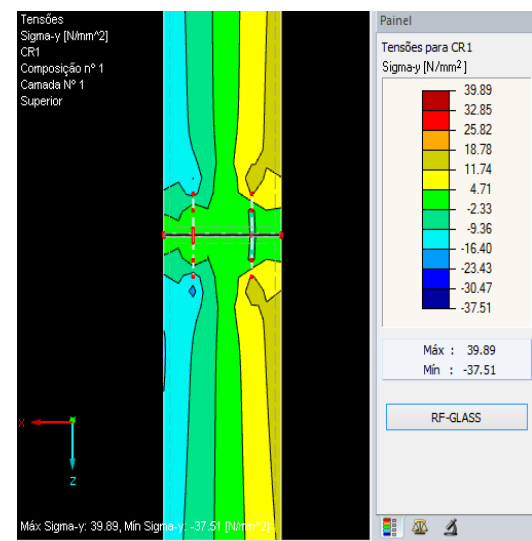 Tensões
Sigma-y [N/mm^2]
CR1
Composição nº 1
Camada Nº 1
Superior
X
Z
Máx Sigma-y: 39.89, Mín Sigma-y: -37.51 [N/mm^2]
Painel
Tensões para CR1
Sigma-y [N/mm²]
39.89
32.85
25.82
18.78
11.74
4.71
-2.33
-9.36
-16.40
-23.43
-30.47
-37.51
Máx : 39.89
Mín : -37.51
RF-GLASS